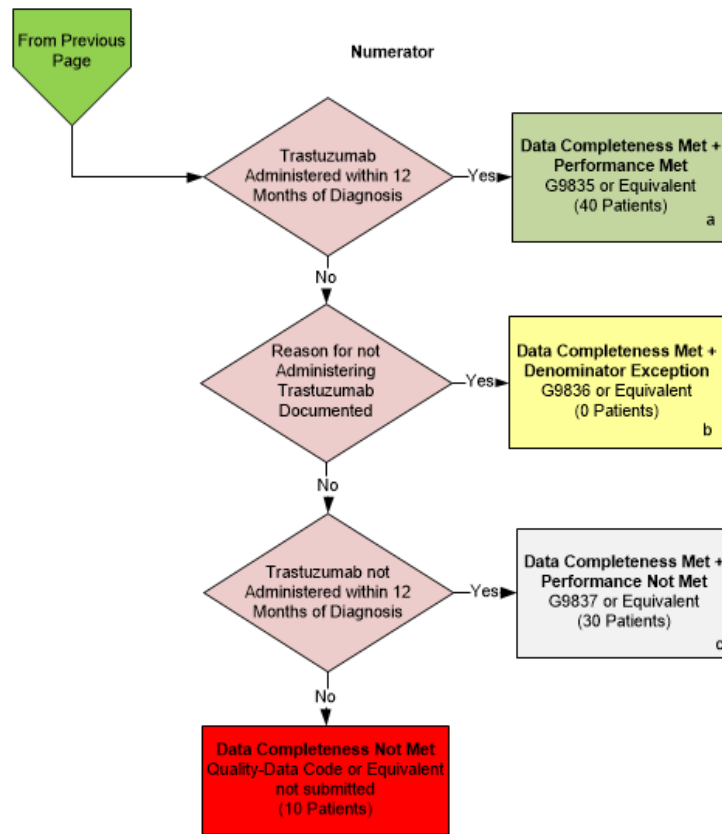 From Previous
Page
Numerator
Trastuzumab
Administered within 12
Months of Diagnosis
Yes
Data Completeness Met +
Performance Met
G9835 or Equivalent
(40 Patients)
a
No
Reason for not
Administering
Trastuzumab
Documented
Yes
Data Completeness Met +
Denominator Exception
G9836 or Equivalent
(0 Patients)
b
No
Trastuzumab not
Administered within 12
Months of Diagnosis
Yes
Data Completeness Met +
Performance Not Met
G9837 or Equivalent
(30 Patients)
c
No
Data Completeness Not Met
Quality-Data Code or Equivalent
not submitted
(10 Patients)